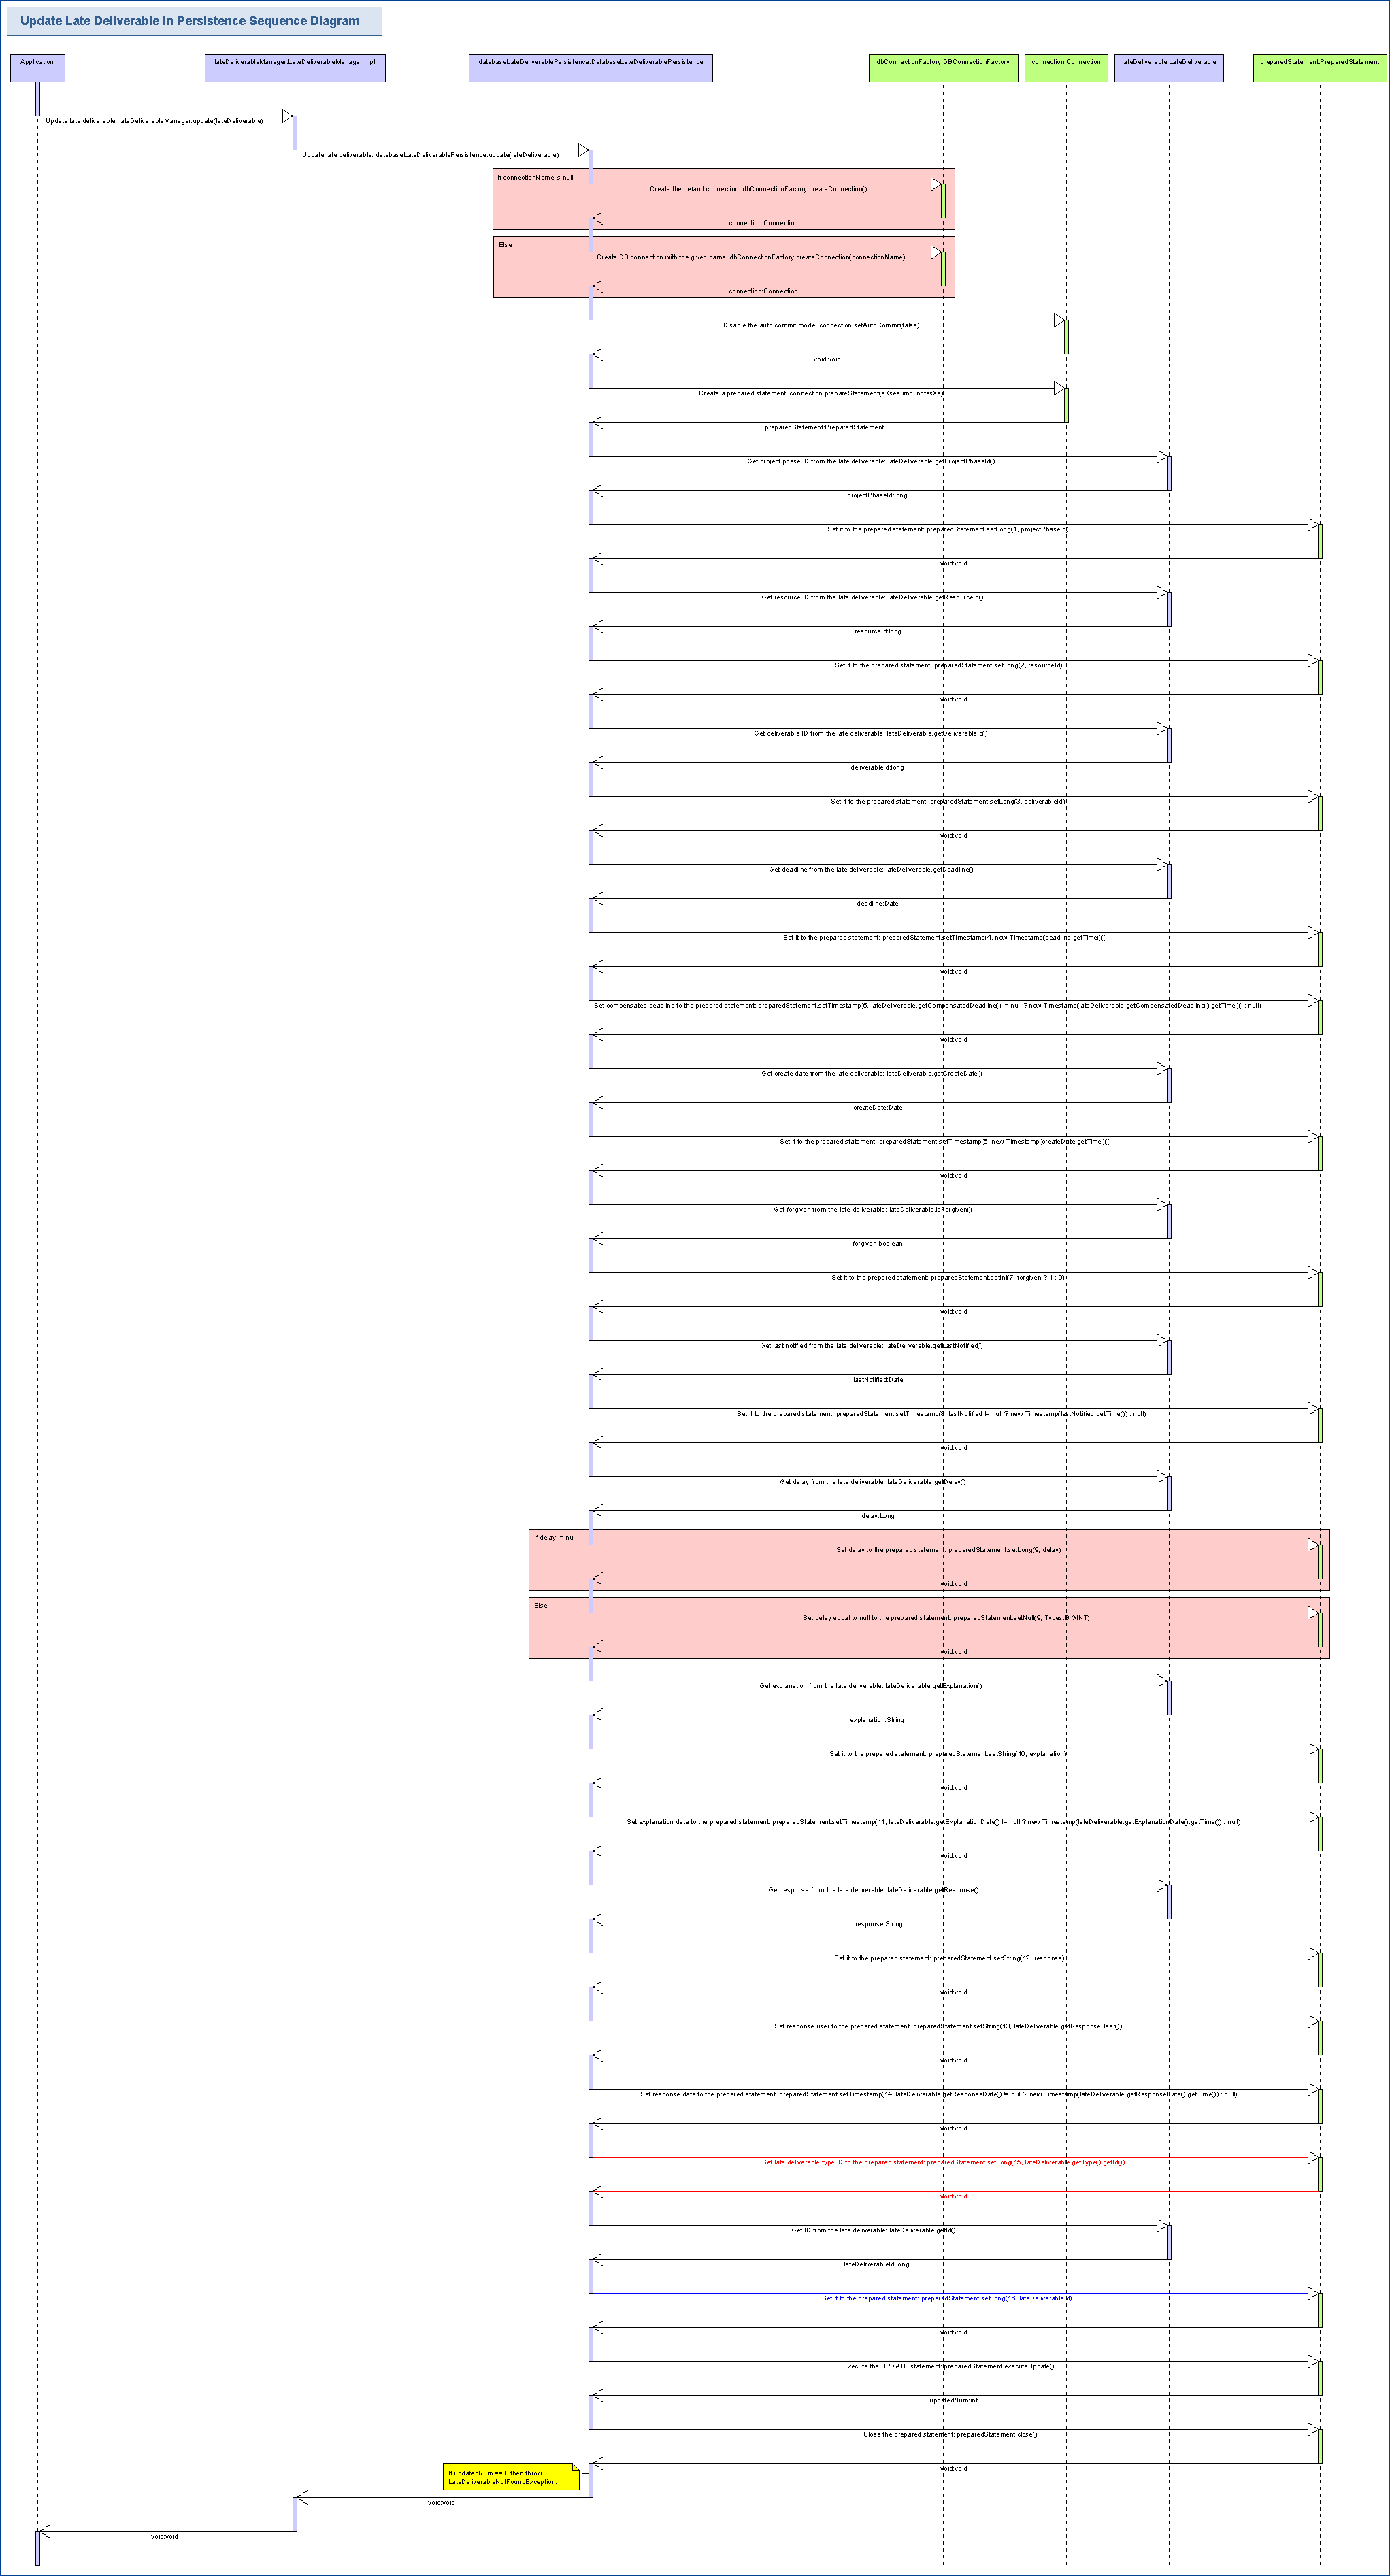 Update Late Deliverable in Persistence Sequence Diagram
Application
lateDeliverableManager:LateDeliverableManagerImpl
databaseLateDeliverablePersistence:DatabaseLateDeliverablePersistence
dbConnectionFactory:DBConnectionFactory
connection:Connection
lateDeliverable:LateDeliverable
preparedStatement:PreparedStatement
Update late deliverable: lateDeliverableManager.update(lateDeliverable)
Update late deliverable: databaseLateDeliverablePersistence.update(lateDeliverable)
If connectionName is null
Create the default connection: dbConnectionFactory.createConnection()
connection:Connection
Else
Create DB connection with the given name: dbConnectionFactory.createConnection(connectionName)
connection:Connection
Disable the auto commit mode: connection.setAutoCommit(false)
void:void
Create a prepared statement: connection.prepareStatement(<<see impl notes>>)
preparedStatement:PreparedStatement
Get project phase ID from the late deliverable: lateDeliverable.getProjectPhaseId()
projectPhaseId:long
Set it to the prepared statement: preparedStatement.setLong(1, projectPhaseId)
void:void
Get resource ID from the late deliverable: lateDeliverable.getResourceId()
resourceId:long
Set it to the prepared statement: preparedStatement.setLong(2, resourceId)
void:void
Get deliverable ID from the late deliverable: lateDeliverable.getDeliverableId()
deliverableId:long
Set it to the prepared statement: preparedStatement.setLong(3, deliverableId)
void:void
Get deadline from the late deliverable: lateDeliverable.getDeadline()
deadline:Date
Set it to the prepared statement: preparedStatement.setTimestamp(4, new Timestamp(deadline.getTime()))
void:void
Set compensated deadline to the prepared statement: preparedStatement.setTimestamp(5, lateDeliverable.getCompensatedDeadline() != null ? new Timestamp(lateDeliverable.getCompensatedDeadline().getTime()) : null)
void:void
Get create date from the late deliverable: lateDeliverable.getCreateDate()
createDate:Date
Set it to the prepared statement: preparedStatement.setTimestamp(6, new Timestamp(createDate.getTime()))
void:void
Get forgiven from the late deliverable: lateDeliverable.isForgiven()
forgiven:boolean
Set it to the prepared statement: preparedStatement.setInt(7, forgiven ? 1 : 0)
void:void
Get last notified from the late deliverable: lateDeliverable.getLastNotified()
lastNotified:Date
Set it to the prepared statement: preparedStatement.setTimestamp(8, lastNotified != null ? new Timestamp(lastNotified.getTime()) : null)
void:void
Get delay from the late deliverable: lateDeliverable.getDelay()
delay:Long
If delay != null
Set delay to the prepared statement: preparedStatement.setLong(9, delay)
void:void
Else
Set delay equal to null to the prepared statement: preparedStatement.setNull(9, Types.BIGINT)
void:void
Get explanation from the late deliverable: lateDeliverable.getExplanation()
explanation:String
Set it to the prepared statement: preparedStatement.setString(10, explanation)
void:void
Set explanation date to the prepared statement: preparedStatement.setTimestamp(11, lateDeliverable.getExplanationDate() != null ? new Timestamp(lateDeliverable.getExplanationDate().getTime()) : null)
void:void
Get response from the late deliverable: lateDeliverable.getResponse()
response:String
Set it to the prepared statement: preparedStatement.setString(12, response)
void:void
Set response user to the prepared statement: preparedStatement.setString(13, lateDeliverable.getResponseUser())
void:void
Set response date to the prepared statement: preparedStatement.setTimestamp(14, lateDeliverable.getResponseDate() != null ? new Timestamp(lateDeliverable.getResponseDate().getTime()) : null)
void:void
Set late deliverable type ID to the prepared statement: preparedStatement.setLong(15, lateDeliverable.getType().getId())
void:void
Get ID from the late deliverable: lateDeliverable.getId()
lateDeliverableId:long
Set it to the prepared statement: preparedStatement.setLong(16, lateDeliverableId)
void:void
Execute the UPDATE statement: preparedStatement.executeUpdate()
updatedNum:int
Close the prepared statement: preparedStatement.close()
void:void
If updatedNum == 0 then throw
LateDeliverableNotFoundException.
void:void
void:void